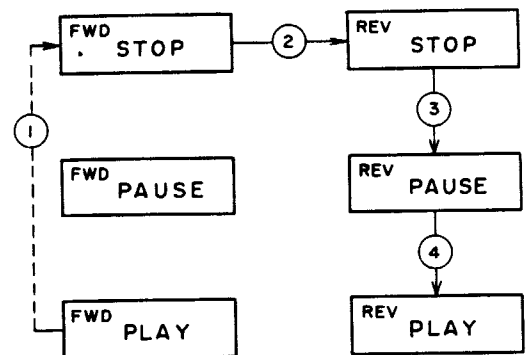 FWD STOP
2
REV STOP
1
3
FWD PAUSE
REV PAUSE
4
FWD PLAY
REV PLAY